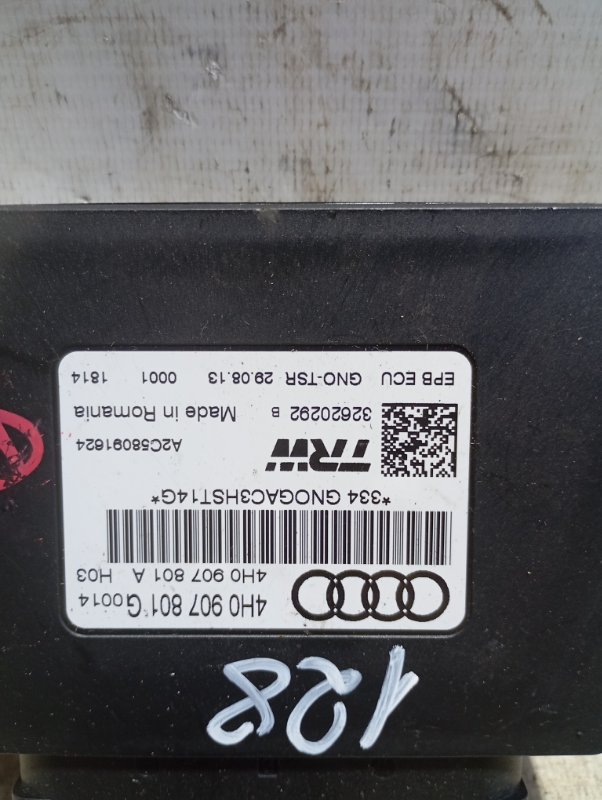 128
4H0 907 801 G 0014
4H0 907 801 A H03
*334 GNOGAC3HST14G*
TRW A2C58091624
32620292 B Made in Romania
EPB ECU GNO-TSR 29.08.13 0001 1814